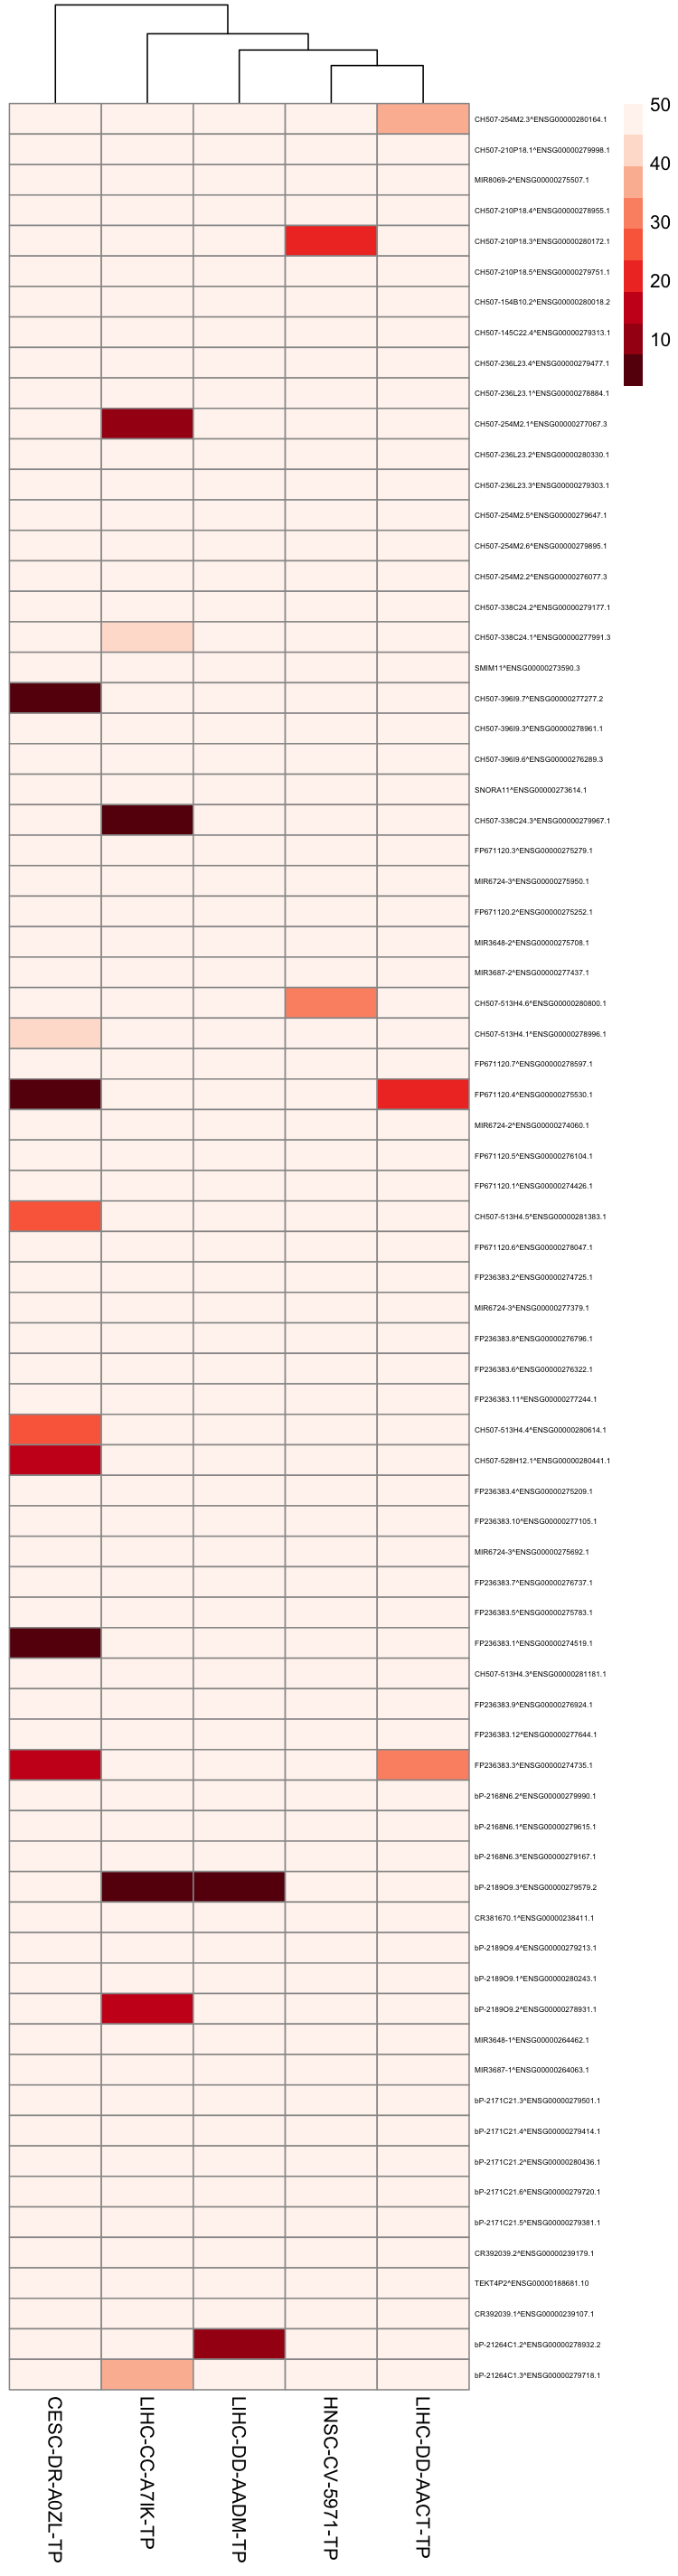 50
40
30
20
10
CH507-254M2.3^ENSG00000280164.1
CH507-210P18.1^ENSG00000279998.1
MIR8069-2^ENSG00000275507.1
CH507-210P18.4^ENSG00000278955.1
CH507-210P18.3^ENSG00000280172.1
CH507-210P18.5^ENSG00000279751.1
CH507-154B10.2^ENSG00000280018.2
CH507-145C22.4^ENSG00000279313.1
CH507-236L23.4^ENSG00000279477.1
CH507-236L23.1^ENSG00000278884.1
CH507-254M2.1^ENSG00000277067.3
CH507-236L23.2^ENSG00000280330.1
CH507-236L23.3^ENSG00000279303.1
CH507-254M2.5^ENSG00000279647.1
CH507-254M2.6^ENSG00000279895.1
CH507-254M2.2^ENSG00000276077.3
CH507-338C24.2^ENSG00000279177.1
CH507-338C24.1^ENSG00000277991.3
SMIM11^ENSG00000273590.3
CH507-396I9.7^ENSG00000277277.2
CH507-396I9.3^ENSG00000278961.1
CH507-396I9.6^ENSG00000276289.3
SNORA11^ENSG00000273614.1
CH507-338C24.3^ENSG00000279967.1
FP671120.3^ENSG00000275279.1
MIR6724-3^ENSG00000275950.1
FP671120.2^ENSG00000275252.1
MIR3648-2^ENSG00000275708.1
MIR3687-2^ENSG00000277437.1
CH507-513H4.6^ENSG00000280800.1
CH507-513H4.1^ENSG00000278996.1
FP671120.7^ENSG00000278597.1
FP671120.4^ENSG00000275530.1
MIR6724-2^ENSG00000274060.1
FP671120.5^ENSG00000276104.1
FP671120.1^ENSG00000274426.1
CH507-513H4.5^ENSG00000281383.1
FP671120.6^ENSG00000278047.1
FP236383.2^ENSG00000274725.1
MIR6724-3^ENSG00000277379.1
FP236383.8^ENSG00000276796.1
FP236383.6^ENSG00000276322.1
FP236383.11^ENSG00000277244.1
CH507-513H4.4^ENSG00000280614.1
CH507-528H12.1^ENSG00000280441.1
FP236383.4^ENSG00000275209.1
FP236383.10^ENSG00000277105.1
MIR6724-3^ENSG00000275692.1
FP236383.7^ENSG00000276737.1
FP236383.5^ENSG00000275783.1
FP236383.1^ENSG00000274519.1
CH507-513H4.3^ENSG00000281181.1
FP236383.9^ENSG00000276924.1
FP236383.12^ENSG00000277644.1
FP236383.3^ENSG00000274735.1
bP-2168N6.2^ENSG00000279990.1
bP-2168N6.1^ENSG00000279615.1
bP-2168N6.3^ENSG00000279167.1
bP-2189O9.3^ENSG00000279579.2
CR381670.1^ENSG00000238411.1
bP-2189O9.4^ENSG00000279213.1
bP-2189O9.1^ENSG00000280243.1
bP-2189O9.2^ENSG00000278931.1
MIR3648-1^ENSG00000264462.1
MIR3687-1^ENSG00000264063.1
bP-2171C21.3^ENSG00000279501.1
bP-2171C21.4^ENSG00000279414.1
bP-2171C21.2^ENSG00000280436.1
bP-2171C21.6^ENSG00000279720.1
bP-2171C21.5^ENSG00000279381.1
CR392039.2^ENSG00000239179.1
TEKT4P2^ENSG00000188681.10
CR392039.1^ENSG00000239107.1
bP-21264C1.2^ENSG00000278932.2
bP-21264C1.3^ENSG00000279718.1
CESC-DR-A0ZL-TP
LIHC-CC-A7IK-TP
LIHC-DD-AADM-TP
HNSC-CV-5971-TP
LIHC-DD-AACT-TP